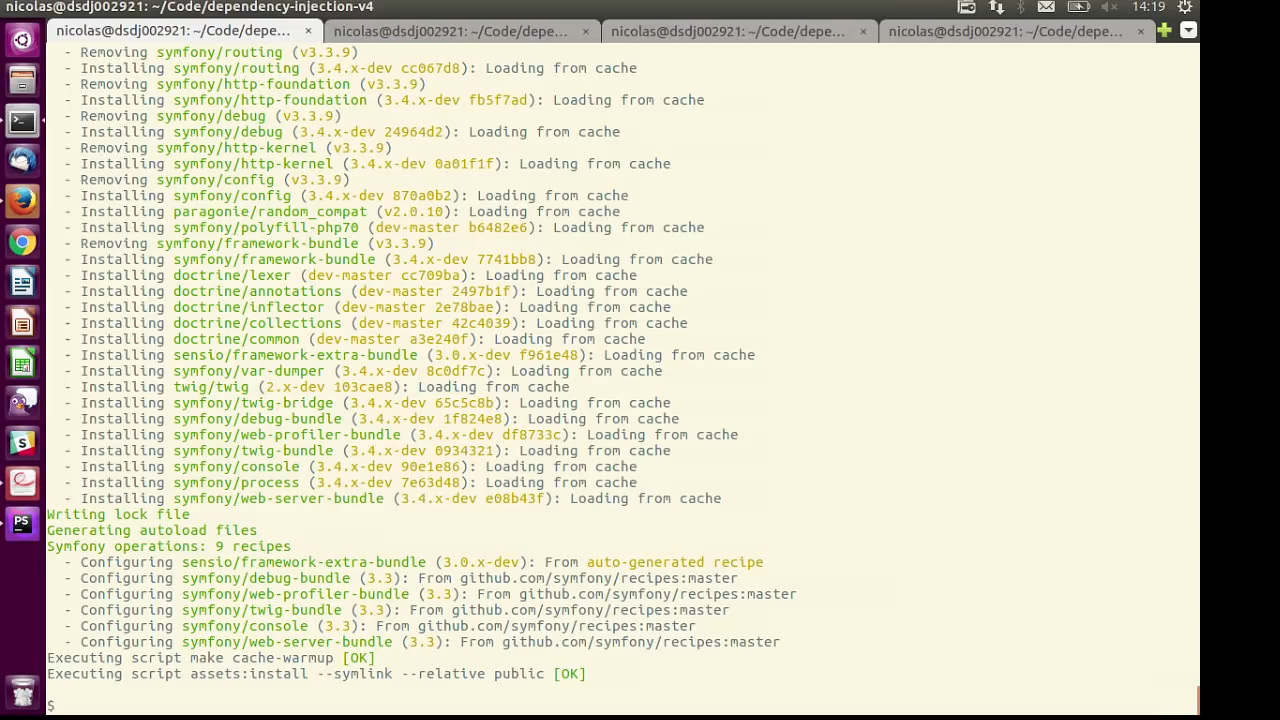 nicolas@dsdj002921: ~/Code/dependency-injection-v4
14:19
nicolas@dsdj002921: ~/Code/depe... × nicolas@dsdj002921: ~/Code/depe... × nicolas@dsdj002921: ~/Code/depe... × nicolas@dsdj002921: ~/Code/depe... ×
- Removing symfony/routing (v3.3.9)
- Installing symfony/routing (3.4.x-dev cc067d8): Loading from cache
- Removing symfony/http-foundation (v3.3.9)
- Installing symfony/http-foundation (3.4.x-dev fb5f7ad): Loading from cache
- Removing symfony/debug (v3.3.9)
- Installing symfony/debug (3.4.x-dev 24964d2): Loading from cache
- Removing symfony/http-kernel (v3.3.9)
- Installing symfony/http-kernel (3.4.x-dev 0a01f1f): Loading from cache
- Removing symfony/config (v3.3.9)
- Installing symfony/config (3.4.x-dev 870a0b2): Loading from cache
- Installing paragonie/random_compat (v2.0.10): Loading from cache
- Installing symfony/polyfill-php70 (dev-master b6482e6): Loading from cache
- Removing symfony/framework-bundle (v3.3.9)
- Installing symfony/framework-bundle (3.4.x-dev 7741bb8): Loading from cache
- Installing doctrine/lexer (dev-master cc709ba): Loading from cache
- Installing doctrine/annotations (dev-master 2497b1f): Loading from cache
- Installing doctrine/inflector (dev-master 2e78bae): Loading from cache
- Installing doctrine/collections (dev-master 42c4039): Loading from cache
- Installing doctrine/common (dev-master a3e240f): Loading from cache
- Installing sensio/framework-extra-bundle (3.0.x-dev f961e48): Loading from cache
- Installing symfony/var-dumper (3.4.x-dev 8c0df7c): Loading from cache
- Installing twig/twig (2.x-dev 103cae8): Loading from cache
- Installing symfony/twig-bridge (3.4.x-dev 65c5c8b): Loading from cache
- Installing symfony/debug-bundle (3.4.x-dev 1f824e8): Loading from cache
- Installing symfony/web-profiler-bundle (3.4.x-dev df8733c): Loading from cache
- Installing symfony/twig-bundle (3.4.x-dev 0934321): Loading from cache
- Installing symfony/console (3.4.x-dev 90e1e86): Loading from cache
- Installing symfony/process (3.4.x-dev 7e63d48): Loading from cache
- Installing symfony/web-server-bundle (3.4.x-dev e08b43f): Loading from cache
Writing lock file
Generating autoload files
Symfony operations: 9 recipes
- Configuring sensio/framework-extra-bundle (3.0.x-dev): From auto-generated recipe
- Configuring symfony/debug-bundle (3.3): From github.com/symfony/recipes:master
- Configuring symfony/web-profiler-bundle (3.3): From github.com/symfony/recipes:master
- Configuring symfony/twig-bundle (3.3): From github.com/symfony/recipes:master
- Configuring symfony/console (3.3): From github.com/symfony/recipes:master
- Configuring symfony/web-server-bundle (3.3): From github.com/symfony/recipes:master
Executing script make cache-warmup [OK]
Executing script assets:install --symlink --relative public [OK]
$
S
PS